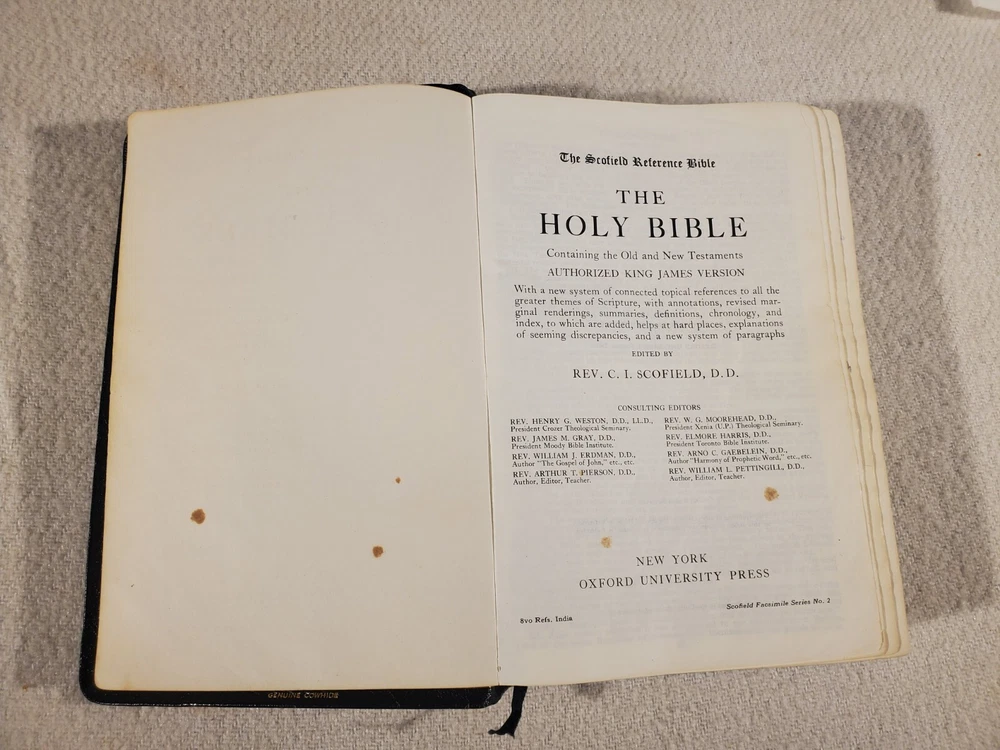 The Scofield Reference Bible
THE
HOLY BIBLE
Containing the Old and New Testaments
AUTHORIZED KING JAMES VERSION
With a new system of connected topical references to all the
greater themes of Scripture, with annotations, revised mar-
ginal renderings, summaries, definitions, chronology, and
index, to which are added, helps at hard places, explanations
of seeming discrepancies, and a new system of paragraphs
EDITED BY
REV. C. I. SCOFIELD, D.D.
CONSULTING EDITORS
REV. HENRY G. WESTON, D.D., LL.D.,
President Crozer Theological Seminary.
REV. JAMES M. GRAY, D.D.,
President Moody Bible Institute.
REV. WILLIAM J. ERDMAN, D.D.,
Author "The Gospel of John," etc., etc.
REV. ARTHUR T. PIERSON, D.D.,
Author, Editor, Teacher.
REV. W. G. MOOREHEAD, D.D.,
President Xenia (U.P.) Theological Seminary.
REV. ELMORE HARRIS, D.D.,
President Toronto Bible Institute.
REV. ARNO C. GAEBELEIN, D.D.,
Author "Harmony of Prophetic Word," etc., etc.
REV. WILLIAM L. PETTINGILL, D.D.,
Author, Editor, Teacher.
NEW YORK
OXFORD UNIVERSITY PRESS
Scofield Facsimile Series No. 2
8vo Refs. India
GENUINE COWHIDE